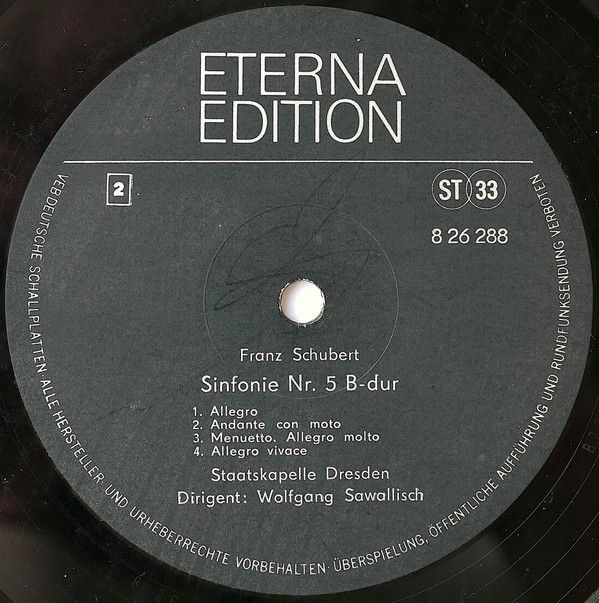 ETERNA
EDITION
2
ST 33
8 26 288
Franz Schubert
Sinfonie Nr. 5 B-dur
1. Allegro
2. Andante con moto
3. Menuetto. Allegro molto
4. Allegro vivace
Staatskapelle Dresden
Dirigent: Wolfgang Sawallisch
VEB DEUTSCHE SCHALLPLATTEN ALLE HERSTELLER- UND URHEBERRECHTE VORBEHALTEN · ÜBERSPIELUNG, ÖFFENTLICHE AUFFÜHRUNG UND RUNDFUNKSENDUNG VERBOTEN